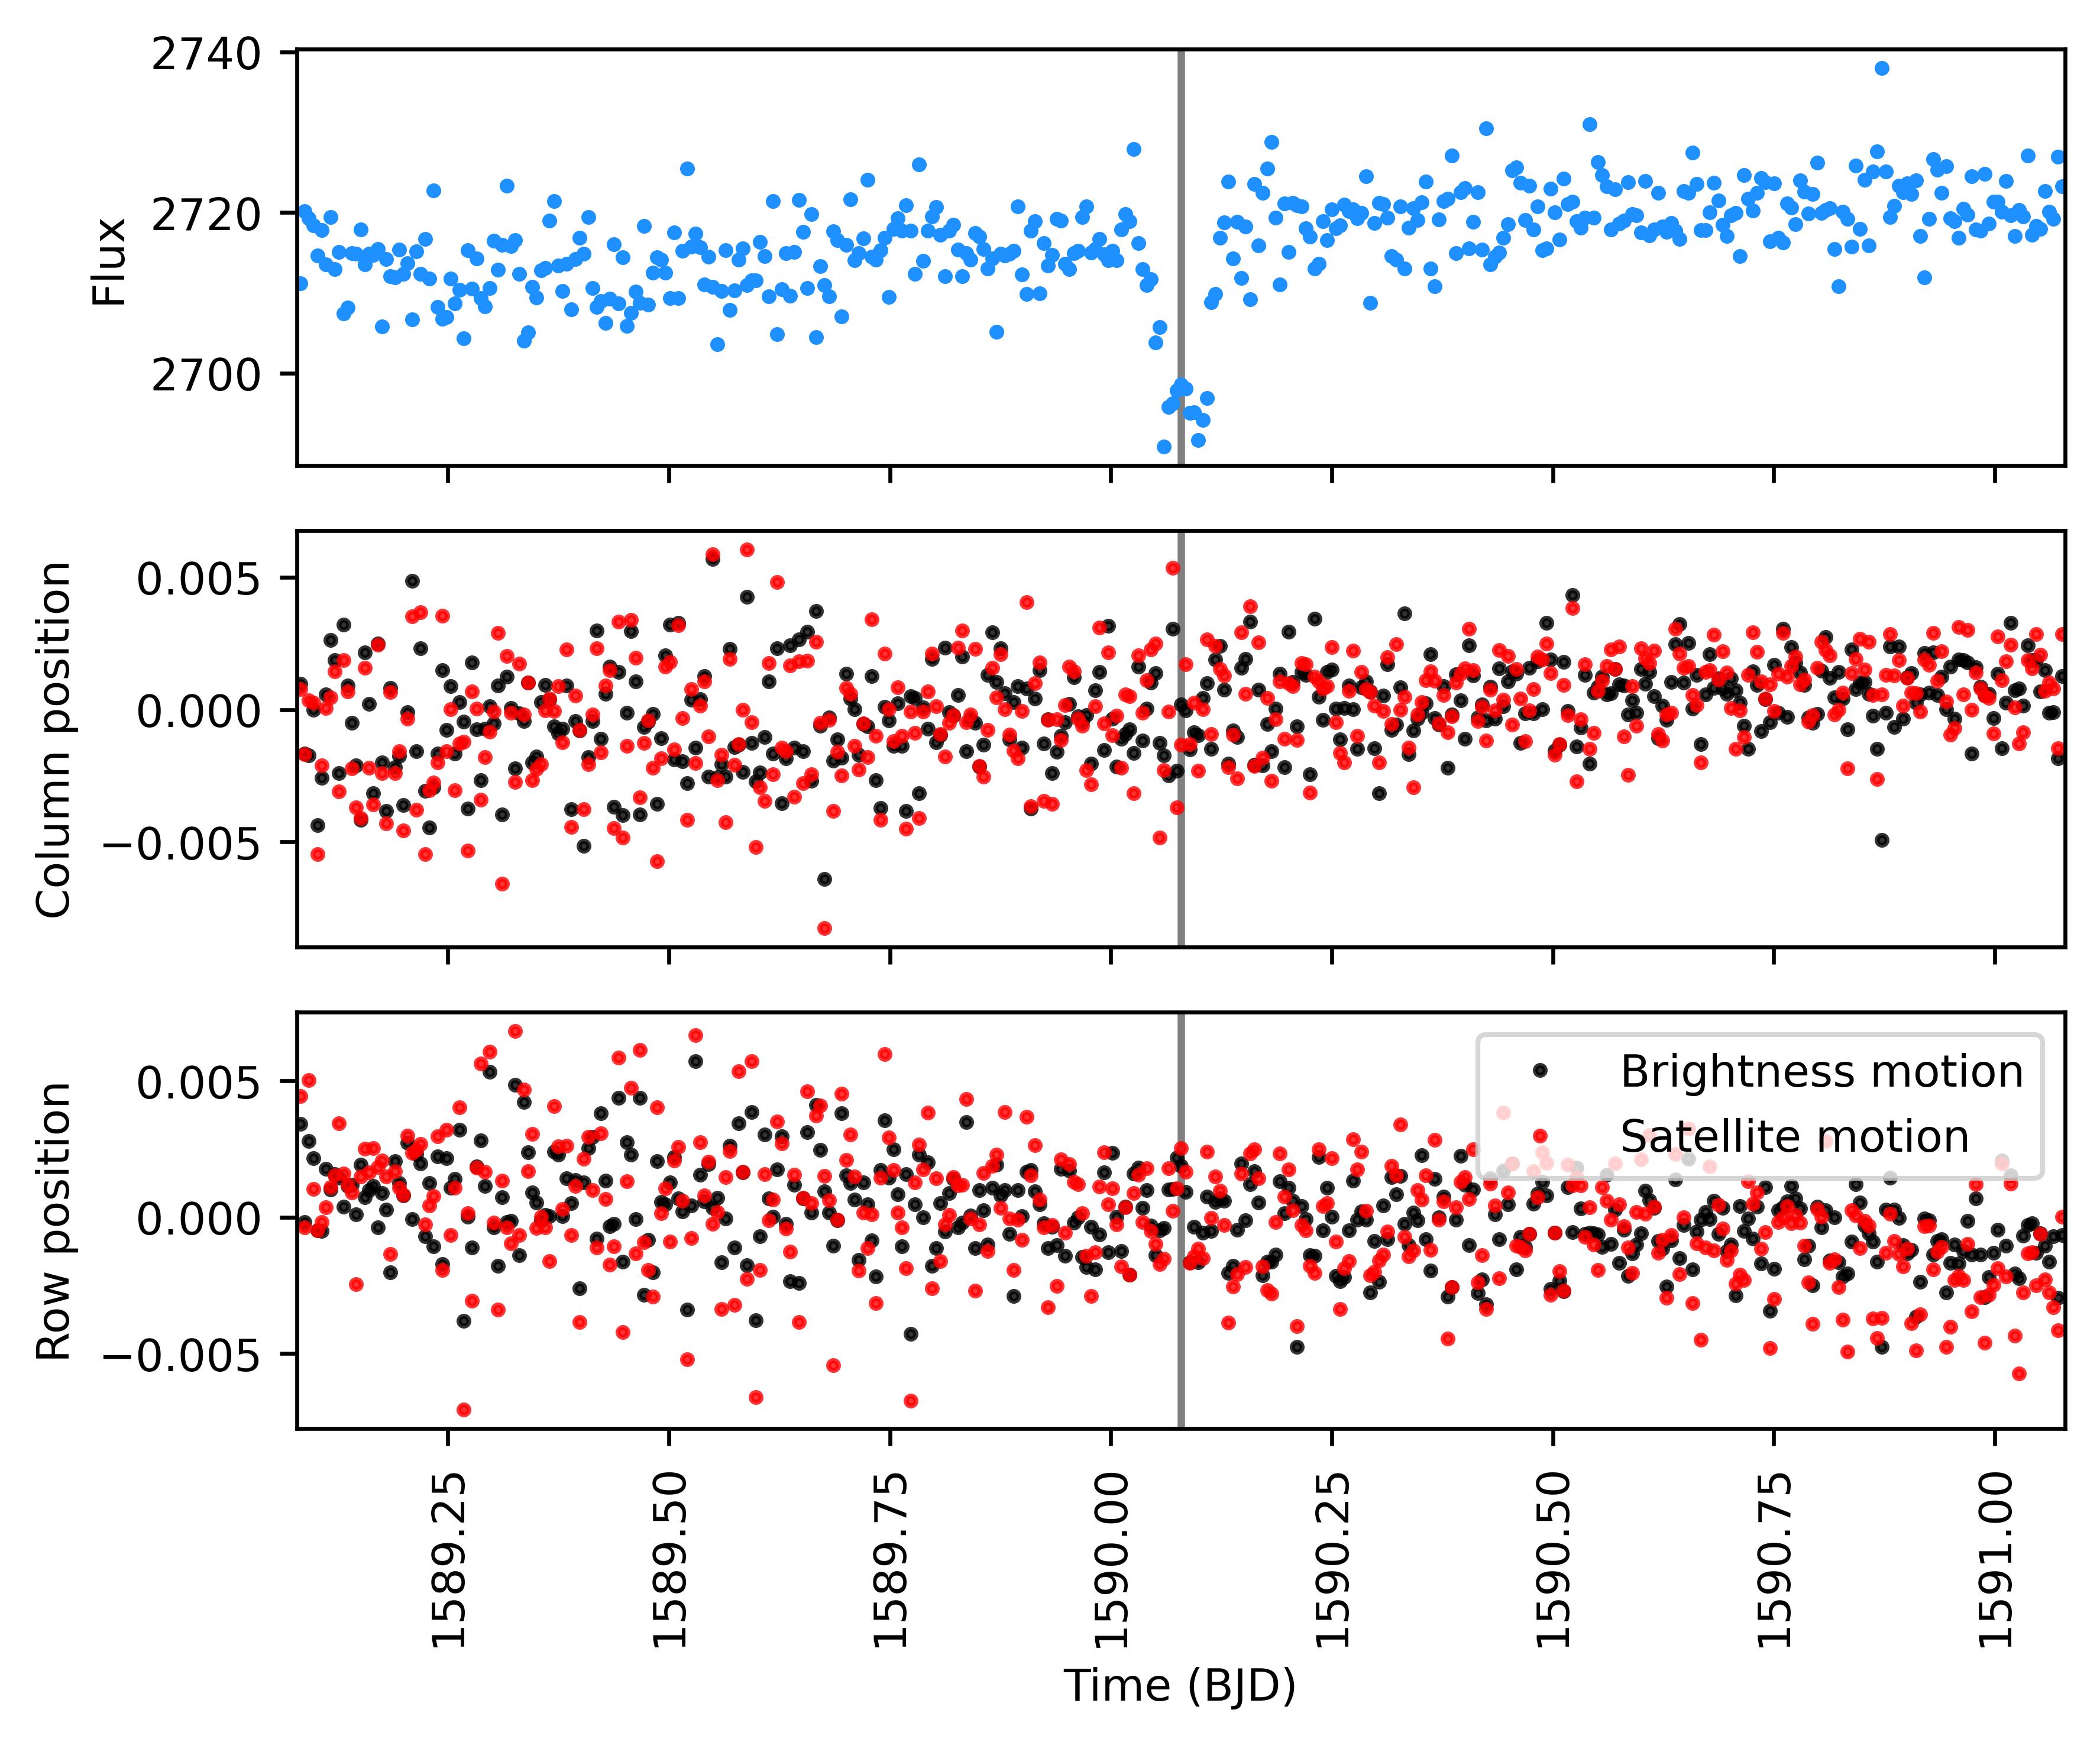 2740
2720
2700
Flux
0.005
0.000
−0.005
Column position
0.005
0.000
−0.005
Row position
Brightness motion
Satellite motion
1589.25
1589.50
1589.75
1590.00
1590.25
1590.50
1590.75
1591.00
Time (BJD)